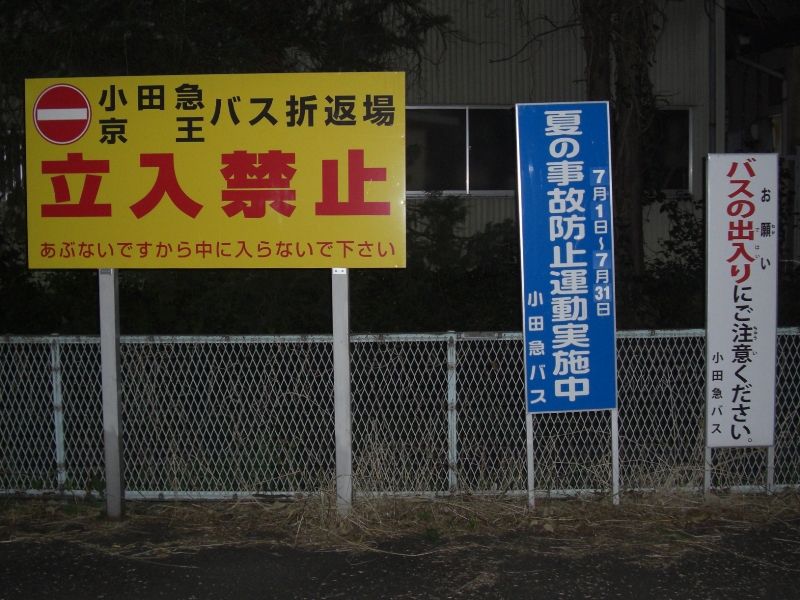 小田急
京王
バス折返場
立入禁止
あぶないですから中に入らないで下さい
夏の事故防止運動実施中
7月1日～7月31日
小田急バス
お願い
ねが
バスの出入りにご注意ください。
では
小田急バス